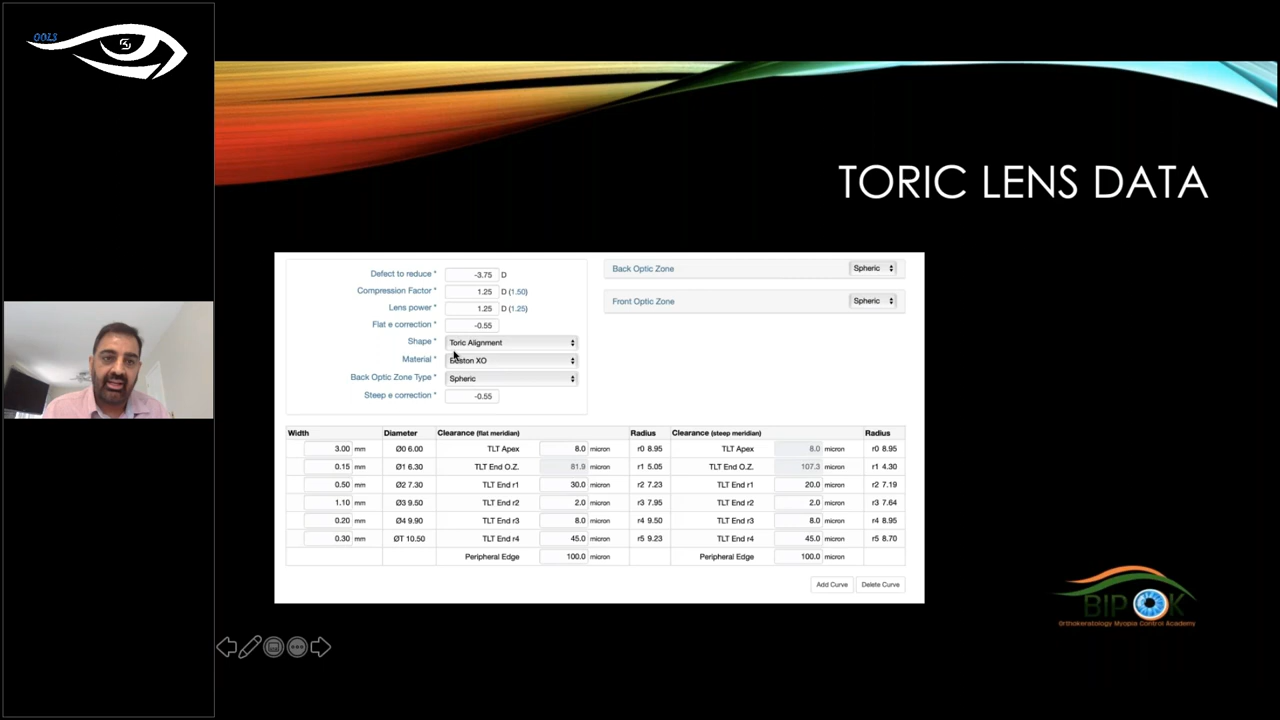 OOLS
TORIC LENS DATA
Defect to reduce * -3.75 D
Compression Factor * 1.25 D (1.50)
Lens power * 1.25 D (1.25)
Flat e correction * -0.55
Shape * Toric Alignment
Material * Boston XO
Back Optic Zone Type * Spheric
Steep e correction * -0.55
Back Optic Zone Spheric
Front Optic Zone Spheric
Width Diameter Clearance (flat meridian) Radius Clearance (steep meridian) Radius
3.00 mm Ø0 6.00 TLT Apex 8.0 micron r0 8.95 TLT Apex 8.0 micron r0 8.95
0.15 mm Ø1 6.30 TLT End O.Z. 81.9 micron r1 5.05 TLT End O.Z. 107.3 micron r1 4.30
0.50 mm Ø2 7.30 TLT End r1 30.0 micron r2 7.23 TLT End r1 20.0 micron r2 7.19
1.10 mm Ø3 9.50 TLT End r2 2.0 micron r3 7.95 TLT End r2 2.0 micron r3 7.64
0.20 mm Ø4 9.90 TLT End r3 8.0 micron r4 9.50 TLT End r3 8.0 micron r4 8.95
0.30 mm ØT 10.50 TLT End r4 45.0 micron r5 9.23 TLT End r4 45.0 micron r5 8.70
Peripheral Edge 100.0 micron Peripheral Edge 100.0 micron
Add Curve Delete Curve
BIPOK
Orthokeratology Myopia Control Academy